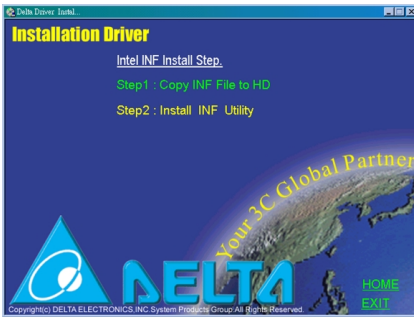 Delta Driver Instal...
Installation Driver
Intel INF Install Step.
Step1 : Copy INF File to HD
Step2 : Install INF Utility
Your 3C Global Partner
DELTA
HOME
EXIT
Copyright(c) DELTA ELECTRONICS,INC.System Products Group.All Rights Reserved.